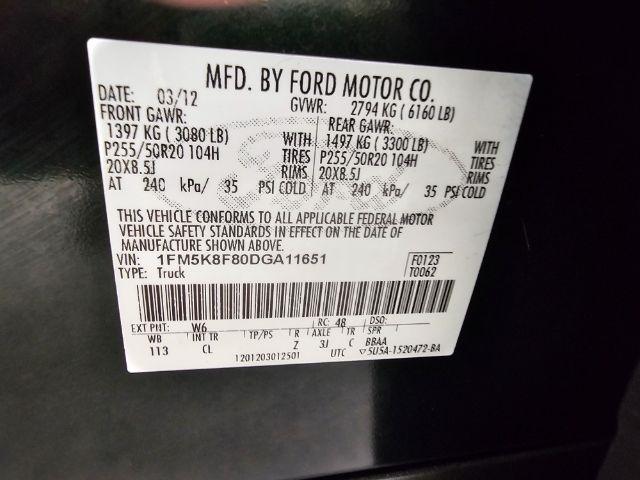 MFD. BY FORD MOTOR CO.
DATE: 03/12 GVWR: 2794 KG ( 6160 LB)
FRONT GAWR: REAR GAWR:
1397 KG ( 3080 LB) WITH 1497 KG ( 3300 LB) WITH
P255/50R20 104H TIRES P255/50R20 104H TIRES
20X8.5J RIMS 20X8.5J RIMS
AT 240 kPa/ 35 PSI COLD AT 240 kPa/ 35 PSI COLD
THIS VEHICLE CONFORMS TO ALL APPLICABLE FEDERAL MOTOR
VEHICLE SAFETY STANDARDS IN EFFECT ON THE DATE OF
MANUFACTURE SHOWN ABOVE.
VIN: 1FM5K8F80DGA11651 F0123
TYPE: Truck T0062
EXT PNT: W6 RC: 48 DSO:
WB INT TR TP/PS R AXLE TR SPR
113 CL Z 3J C BBAA
1201203012501 UTC ▽5U5A-1520472-BA
Ford